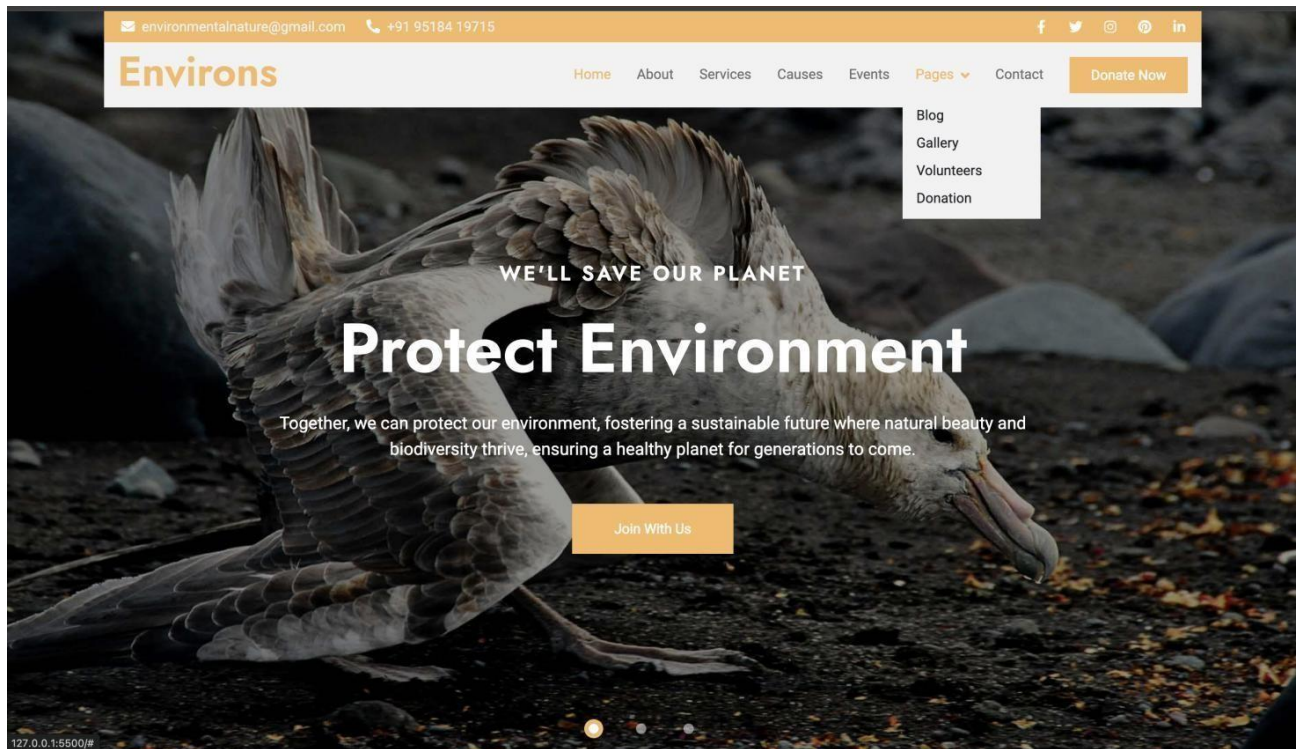 environmentalnature@gmail.com +91 95184 19715
Environs Home About Services Causes Events Pages Contact Donate Now
Blog
Gallery
Volunteers
Donation
WE'LL SAVE OUR PLANET
Protect Environment
Together, we can protect our environment, fostering a sustainable future where natural beauty and
biodiversity thrive, ensuring a healthy planet for generations to come.
Join With Us
127.0.0.1:5500/#